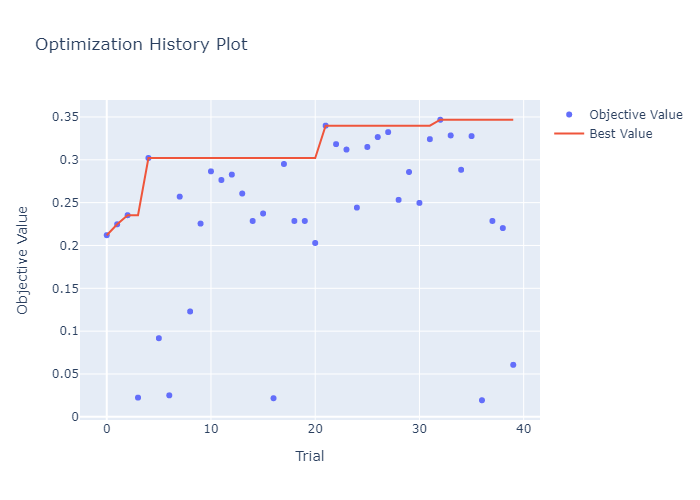 Optimization History Plot
Objective Value
Best Value
0.35
0.3
0.25
0.2
0.15
0.1
0.05
0
Objective Value
0 10 20 30 40
Trial